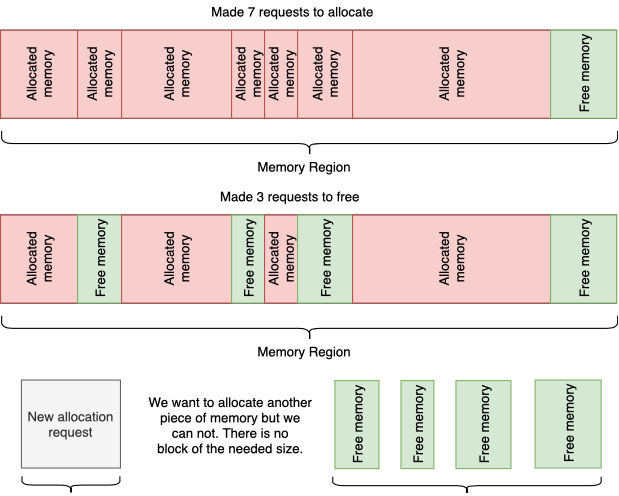 Made 7 requests to allocate
Allocated
memory
Allocated
memory
Allocated
memory
Allocated
memory
Allocated
memory
Allocated
memory
Allocated
memory
Free memory
Memory Region
Made 3 requests to free
Allocated
memory
Free memory
Allocated
memory
Free memory
Allocated
memory
Free memory
Allocated
memory
Free memory
Memory Region
New allocation
request
We want to allocate another
piece of memory but we
can not. There is no
block of the needed size.
Free memory
Free memory
Free memory
Free memory